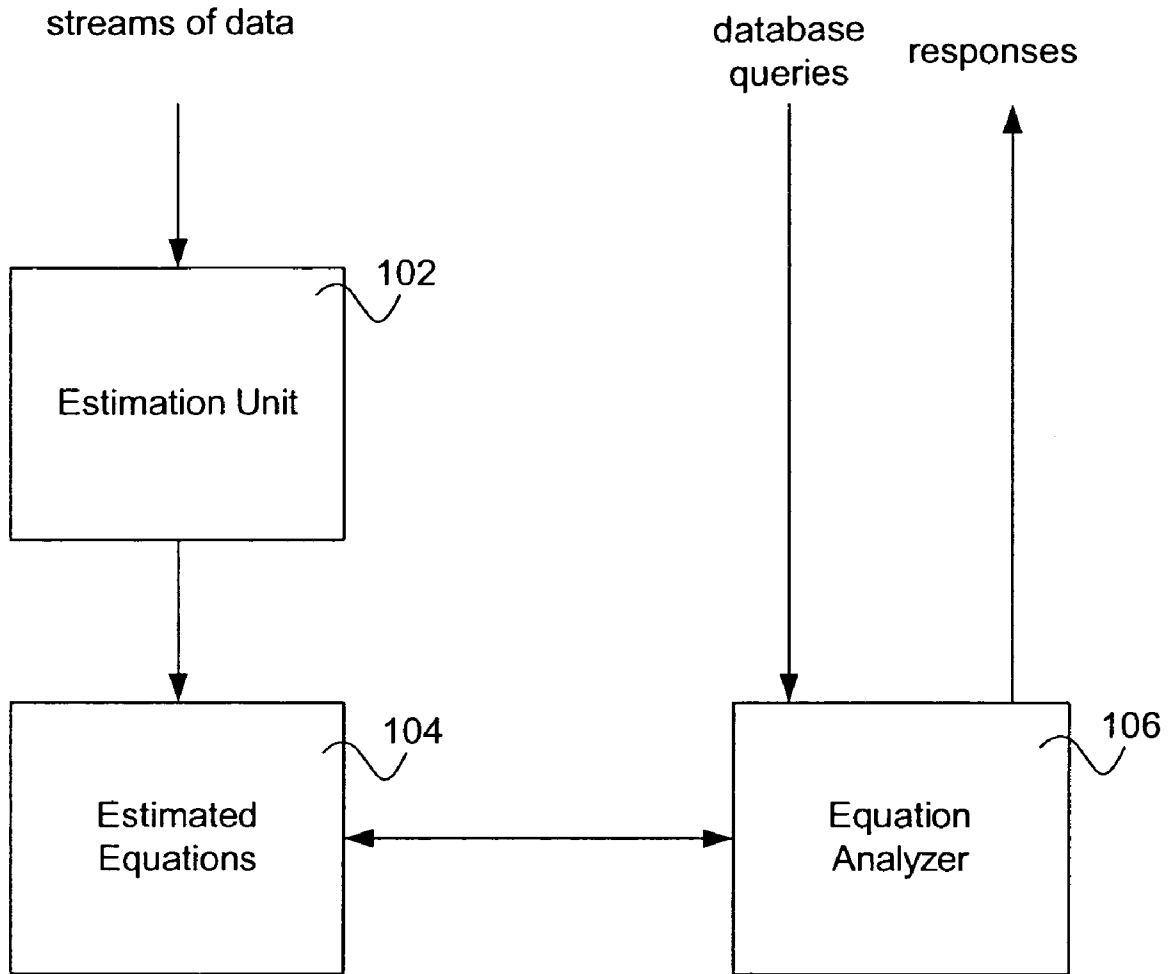 streams of data
database
queries
responses
102
Estimation Unit
104
Estimated
Equations
106
Equation
Analyzer